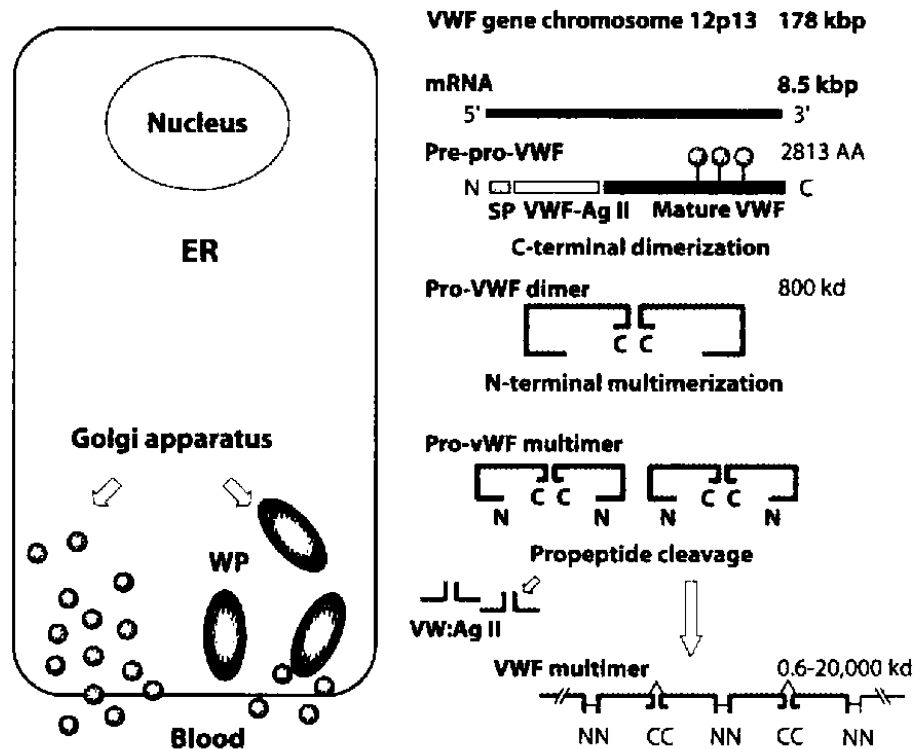 Nucleus
ER
Golgi apparatus
WP
Blood
VWF gene chromosome 12p13 178 kbp
mRNA 8.5 kbp
5' 3'
Pre-pro-VWF 2813 AA
N C
SP VWF-Ag II Mature VWF
C-terminal dimerization
Pro-VWF dimer 800 kd
C C
N-terminal multimerization
Pro-vWF multimer
C C C C
N N N N
Propeptide cleavage
VW:Ag II
VWF multimer 0.6-20,000 kd
NN CC NN CC NN